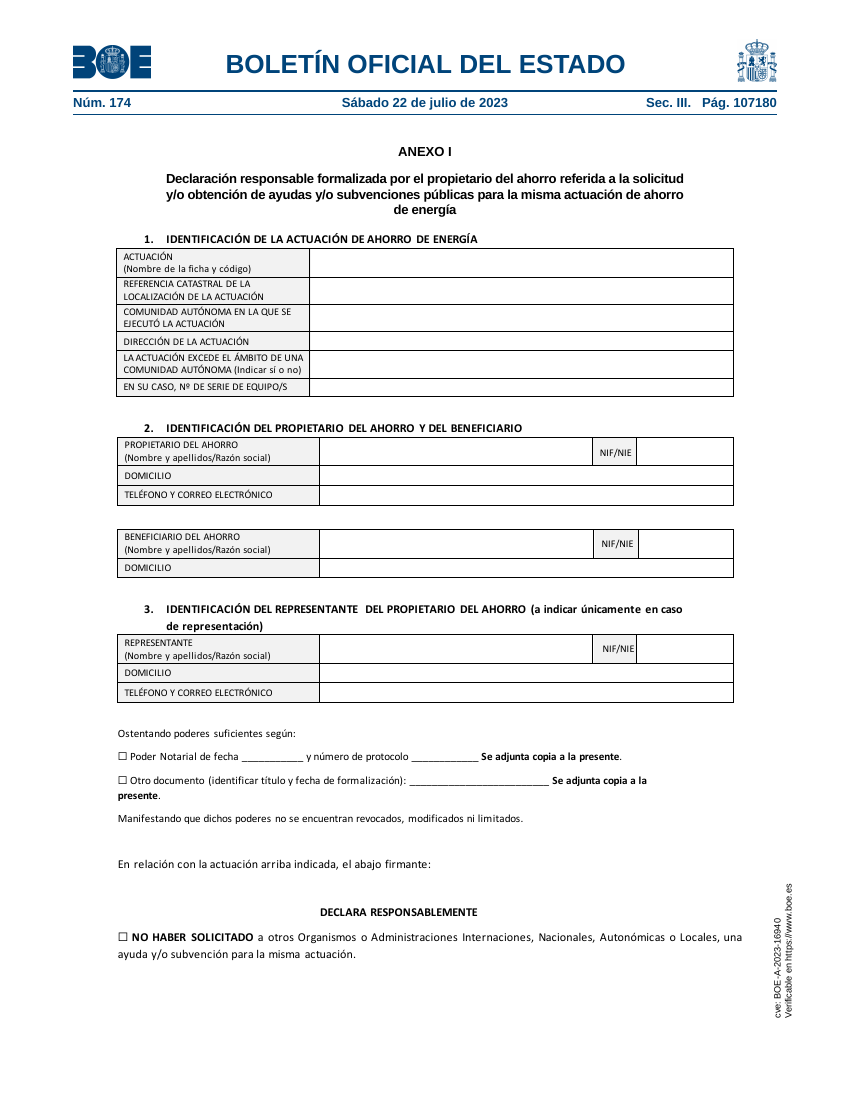 BOE
BOLETÍN OFICIAL DEL ESTADO
Núm. 174
Sábado 22 de julio de 2023
Sec. III. Pág. 107180
ANEXO I
Declaración responsable formalizada por el propietario del ahorro referida a la solicitud
y/o obtención de ayudas y/o subvenciones públicas para la misma actuación de ahorro
de energía
1. IDENTIFICACIÓN DE LA ACTUACIÓN DE AHORRO DE ENERGÍA
ACTUACIÓN
(Nombre de la ficha y código)
REFERENCIA CATASTRAL DE LA
LOCALIZACIÓN DE LA ACTUACIÓN
COMUNIDAD AUTÓNOMA EN LA QUE SE
EJECUTÓ LA ACTUACIÓN
DIRECCIÓN DE LA ACTUACIÓN
LA ACTUACIÓN EXCEDE EL ÁMBITO DE UNA
COMUNIDAD AUTÓNOMA (Indicar sí o no)
EN SU CASO, Nº DE SERIE DE EQUIPO/S
2. IDENTIFICACIÓN DEL PROPIETARIO DEL AHORRO Y DEL BENEFICIARIO
PROPIETARIO DEL AHORRO
(Nombre y apellidos/Razón social)
NIF/NIE
DOMICILIO
TELÉFONO Y CORREO ELECTRÓNICO
BENEFICIARIO DEL AHORRO
(Nombre y apellidos/Razón social)
NIF/NIE
DOMICILIO
3. IDENTIFICACIÓN DEL REPRESENTANTE DEL PROPIETARIO DEL AHORRO (a indicar únicamente en caso
de representación)
REPRESENTANTE
(Nombre y apellidos/Razón social)
NIF/NIE
DOMICILIO
TELÉFONO Y CORREO ELECTRÓNICO
Ostentando poderes suficientes según:
☐ Poder Notarial de fecha ___________ y número de protocolo ____________ Se adjunta copia a la presente.
☐ Otro documento (identificar título y fecha de formalización): _________________________ Se adjunta copia a la
presente.
Manifestando que dichos poderes no se encuentran revocados, modificados ni limitados.
En relación con la actuación arriba indicada, el abajo firmante:
DECLARA RESPONSABLEMENTE
☐ NO HABER SOLICITADO a otros Organismos o Administraciones Internaciones, Nacionales, Autonómicas o Locales, una
ayuda y/o subvención para la misma actuación.
cve: BOE-A-2023-16940
Verificable en https://www.boe.es